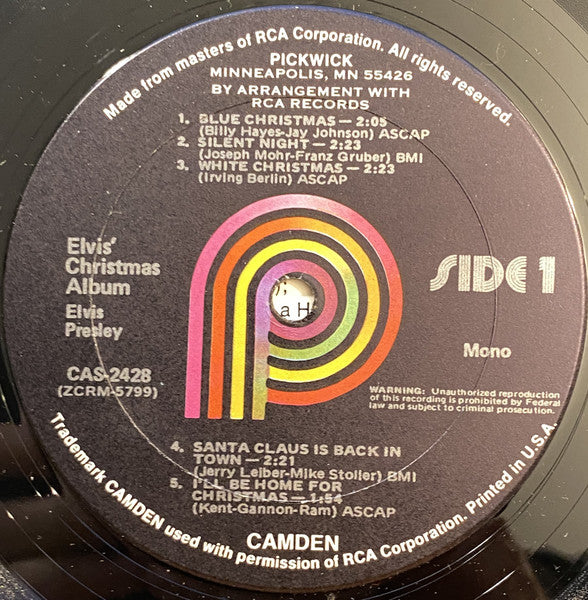 Made from masters of RCA Corporation. All rights reserved.
PICKWICK
MINNEAPOLIS, MN 55426
BY ARRANGEMENT WITH
RCA RECORDS
1. BLUE CHRISTMAS — 2:05
(Billy Hayes-Jay Johnson) ASCAP
2. SILENT NIGHT — 2:23
(Joseph Mohr-Franz Gruber) BMI
3. WHITE CHRISTMAS — 2:23
(Irving Berlin) ASCAP
Elvis'
Christmas
Album
Elvis
Presley
CAS-2428
(ZCRM-5799)
);
a H
SIDE 1
Mono
WARNING: Unauthorized reproduction
of this recording is prohibited by Federal
law and subject to criminal prosecution.
4. SANTA CLAUS IS BACK IN
TOWN — 2:21
(Jerry Leiber-Mike Stoller) BMI
5. I'LL BE HOME FOR
CHRISTMAS — 1:54
(Kent-Gannon-Ram) ASCAP
CAMDEN
Trademark CAMDEN used with permission of RCA Corporation. Printed in U.S.A.